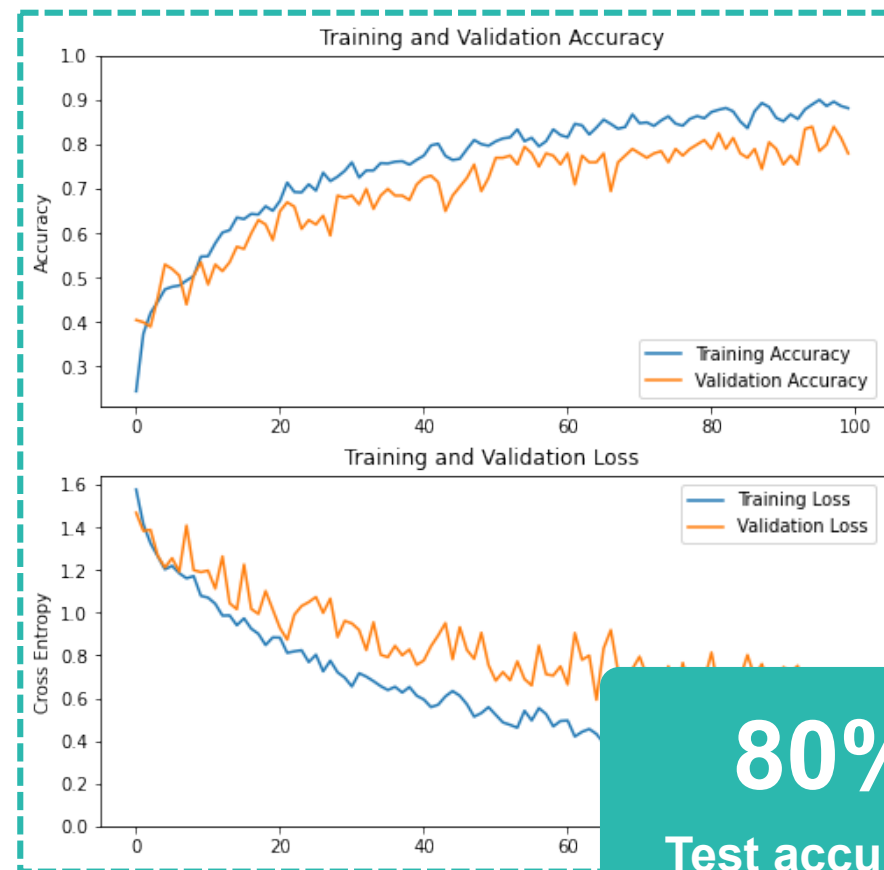 Training and Validation Accuracy
1.0
0.9
0.8
0.7
0.6
0.5
0.4
0.3
Accuracy
Training Accuracy
Validation Accuracy
0 20 40 60 80 100
Training and Validation Loss
1.6
1.4
1.2
1.0
0.8
0.6
0.4
0.2
0.0
Cross Entropy
Training Loss
Validation Loss
0 20 40 60
80%
Test accu